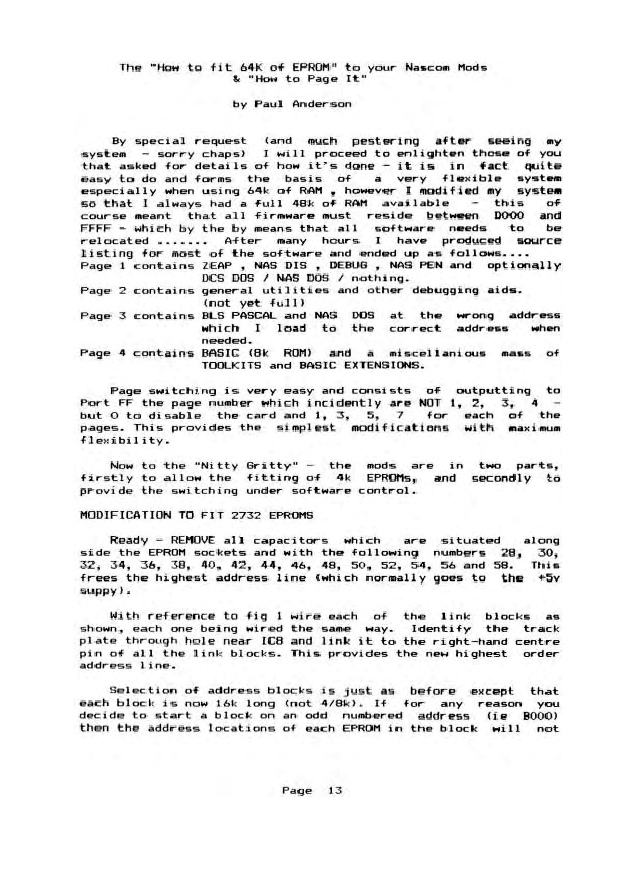 The "How to fit 64K of EPROM" to your Nascom Mods
& "How to Page It"
by Paul Anderson
By special request (and much pestering after seeing my
system - sorry chaps) I will proceed to enlighten those of you
that asked for details of how it's done - it is in fact quite
easy to do and forms the basis of a very flexible system
especially when using 64k of RAM , however I modified my system
so that I always had a full 48k of RAM available - this of
course meant that all firmware must reside between D000 and
FFFF - which by the by means that all software needs to be
relocated ....... After many hours I have produced source
listing for most of the software and ended up as follows....
Page 1 contains ZEAP , NAS DIS , DEBUG , NAS PEN and optionally
DCS DOS / NAS DOS / nothing.
Page 2 contains general utilities and other debugging aids.
(not yet full)
Page 3 contains BLS PASCAL and NAS DOS at the wrong address
which I load to the correct address when
needed.
Page 4 contains BASIC (8k ROM) and a miscellanious mass of
TOOLKITS and BASIC EXTENSIONS.
Page switching is very easy and consists of outputting to
Port FF the page number which incidently are NOT 1, 2, 3, 4 -
but 0 to disable the card and 1, 3, 5, 7 for each of the
pages. This provides the simplest modifications with maximum
flexibility.
Now to the "Nitty Gritty" - the mods are in two parts,
firstly to allow the fitting of 4k EPROMs, and secondly to
provide the switching under software control.
MODIFICATION TO FIT 2732 EPROMS
Ready - REMOVE all capacitors which are situated along
side the EPROM sockets and with the following numbers 28, 30,
32, 34, 36, 38, 40, 42, 44, 46, 48, 50, 52, 54, 56 and 58. This
frees the highest address line (which normally goes to the +5v
suppy).
With reference to fig 1 wire each of the link blocks as
shown, each one being wired the same way. Identify the track
plate through hole near IC8 and link it to the right-hand centre
pin of all the link blocks. This provides the new highest order
address line.
Selection of address blocks is just as before except that
each block is now 16k long (not 4/8k). If for any reason you
decide to start a block on an odd numbered address (ie B000)
then the address locations of each EPROM in the block will not
Page 13